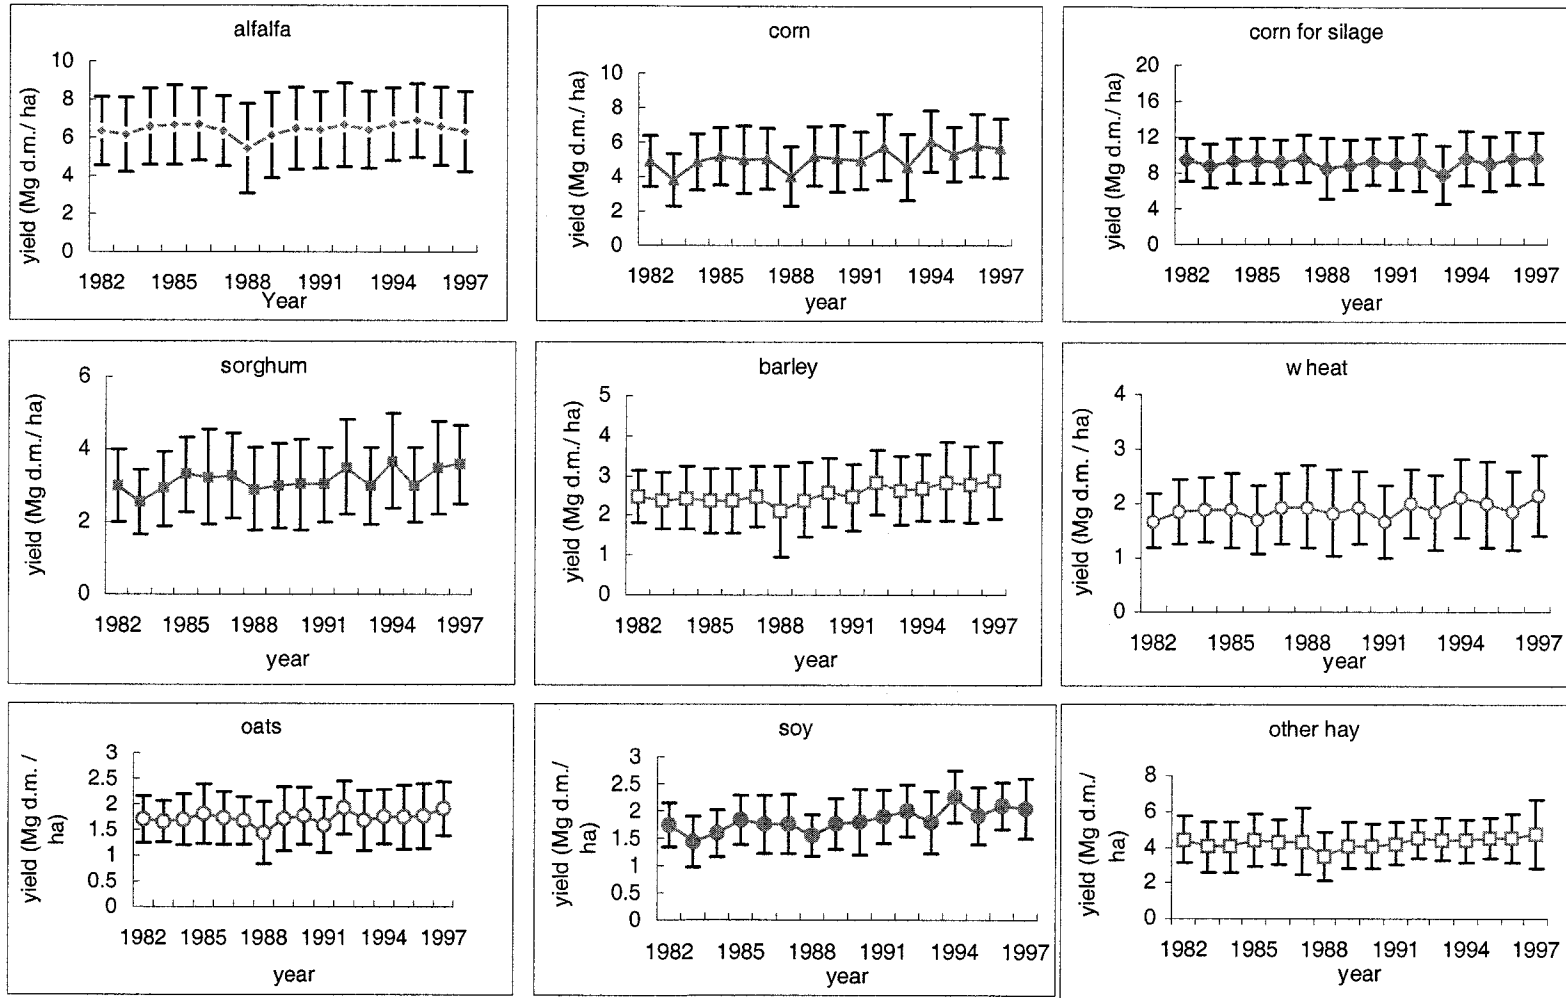 alfalfa
yield (Mg d.m./ ha)
10
8
6
4
2
0
1982 1985 1988 1991 1994 1997
Year
corn
yield (Mg d.m./ ha)
10
8
6
4
2
0
1982 1985 1988 1991 1994 1997
year
corn for silage
yield (Mg d.m./ ha)
20
16
12
8
4
0
1982 1985 1988 1991 1994 1997
year
sorghum
yield (Mg d.m./ ha)
6
4
2
0
1982 1985 1988 1991 1994 1997
year
barley
yield (Mg d.m./ ha)
5
4
3
2
1
0
1982 1985 1988 1991 1994 1997
year
wheat
yield (Mg d.m. / ha)
4
3
2
1
0
1982 1985 1988 1991 1994 1997
year
oats
yield (Mg d.m. /
ha)
3
2.5
2
1.5
1
0.5
0
1982 1985 1988 1991 1994 1997
year
soy
yield (Mg d.m. /
ha)
3
2.5
2
1.5
1
0.5
0
1982 1985 1988 1991 1994 1997
year
other hay
yield (Mg d.m./
ha)
8
6
4
2
0
1982 1985 1988 1991 1994 1997
year